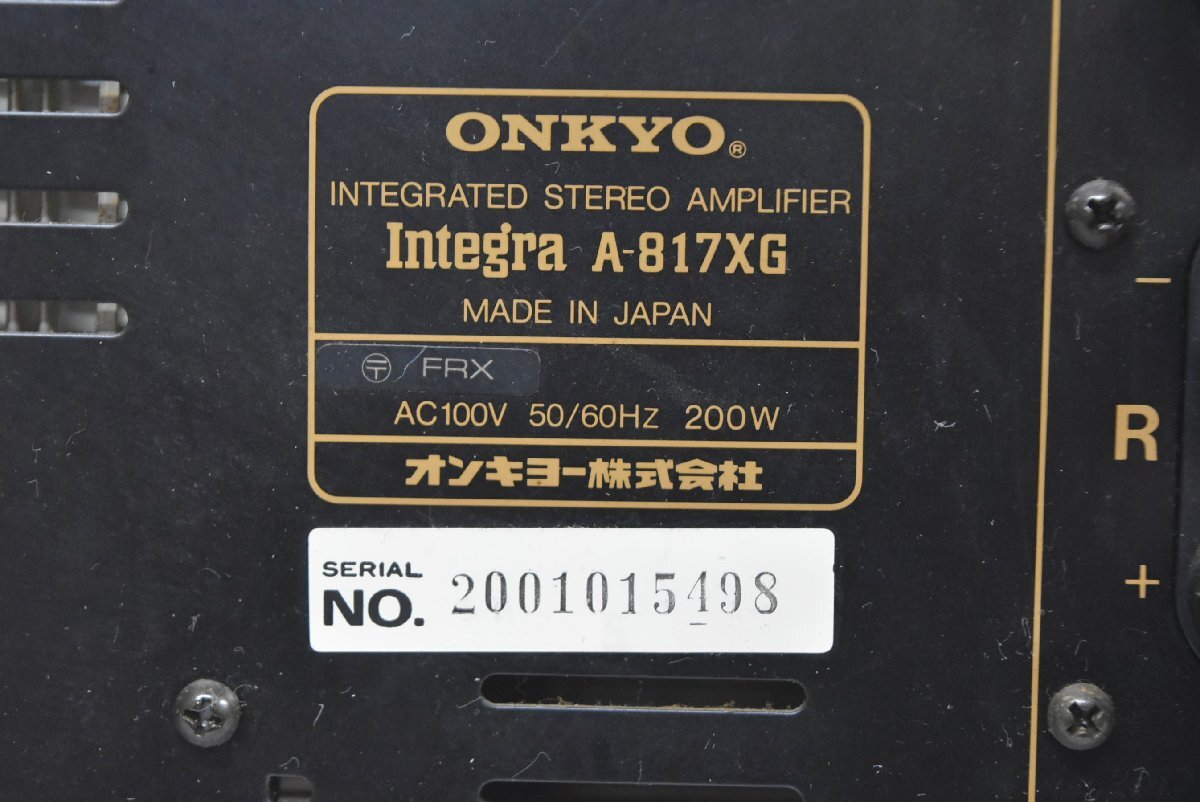 ONKYO®
INTEGRATED STEREO AMPLIFIER
Integra A-817XG
MADE IN JAPAN
〶 FRX
AC100V 50/60Hz 200W
オンキヨー株式会社
SERIAL
NO. 2001015498
−
R
+